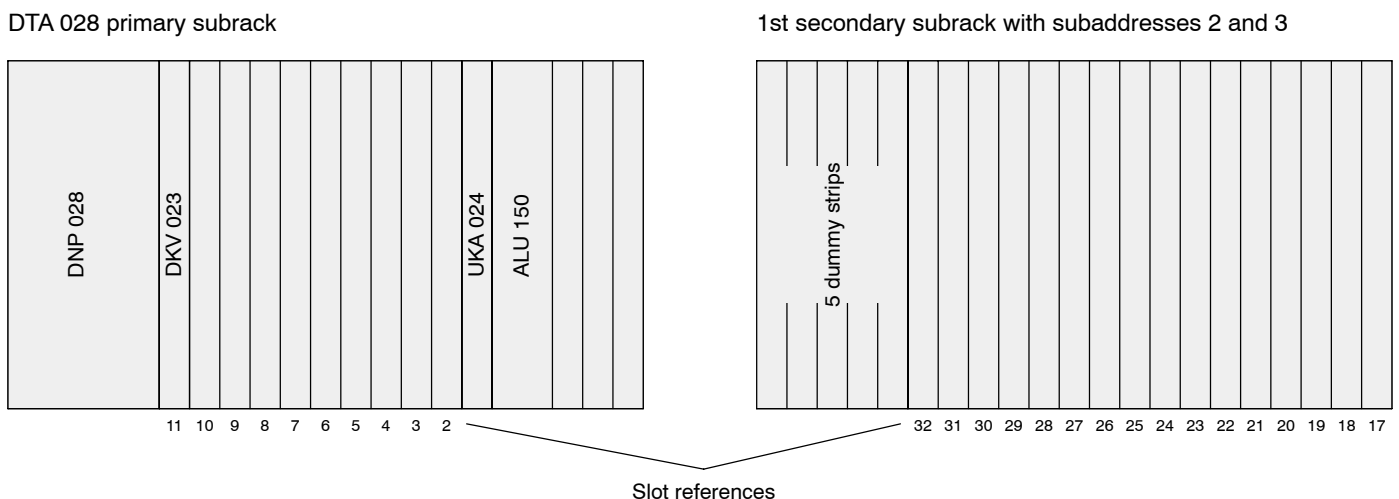 DTA 028 primary subrack
1st secondary subrack with subaddresses 2 and 3
DNP 028
DKV 023
UKA 024
ALU 150
5 dummy strips
11 10 9 8 7 6 5 4 3 2
32 31 30 29 28 27 26 25 24 23 22 21 20 19 18 17
Slot references